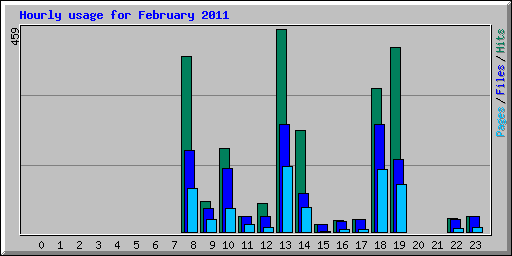 Hourly usage for February 2011
459
Pages / Files / Hits
0 1 2 3 4 5 6 7 8 9 10 11 12 13 14 15 16 17 18 19 20 21 22 23